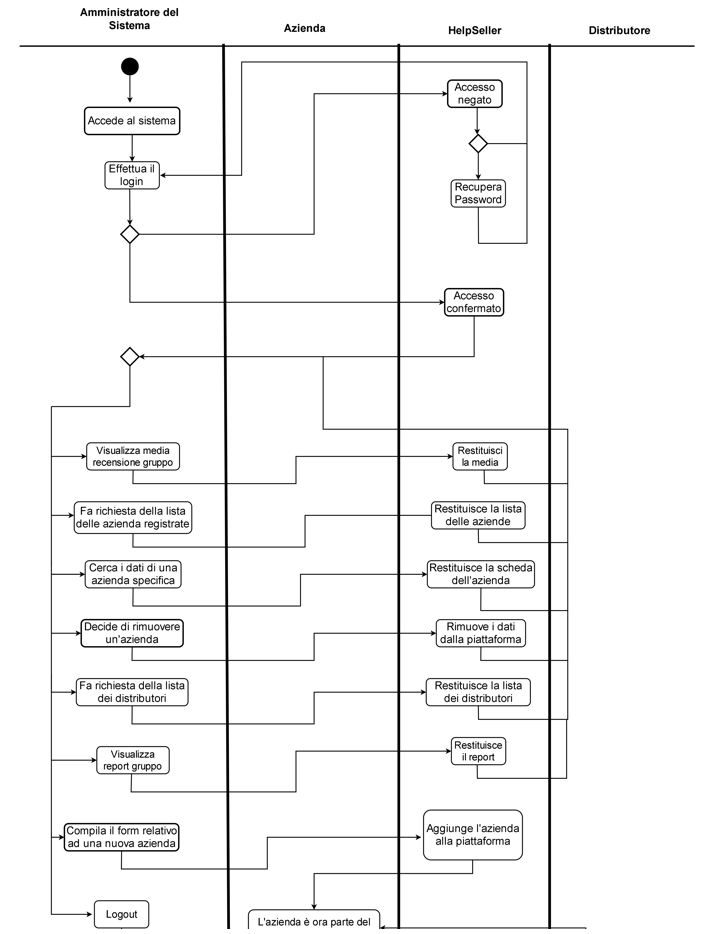 Amministratore del
Sistema
Azienda
HelpSeller
Distributore
Accede al sistema
Effettua il
login
Accesso
negato
Recupera
Password
Accesso
confermato
Visualizza media
recensione gruppo
Restituisci
la media
Fa richiesta della lista
delle azienda registrate
Restituisce la lista
delle aziende
Cerca i dati di una
azienda specifica
Restituisce la scheda
dell'azienda
Decide di rimuovere
un'azienda
Rimuove i dati
dalla piattaforma
Fa richiesta della lista
dei distributori
Restituisce la lista
dei distributori
Visualizza
report gruppo
Restituisce
il report
Compila il form relativo
ad una nuova azienda
Aggiunge l'azienda
alla piattaforma
Logout
L'azienda è ora parte del